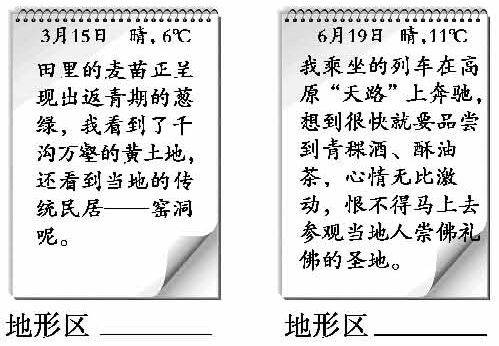 3月15日 晴,6℃
田里的麦苗正呈
现出返青期的葱
绿，我看到了千
沟万壑的黄土地，
还看到当地的传
统民居——窑洞
呢。
地形区
6月19日 晴,11℃
我乘坐的列车在高
原“天路”上奔驰，
想到很快就要品尝
到青稞酒、酥油
茶，心情无比激
动，恨不得马上去
参观当地人崇佛礼
佛的圣地。
地形区